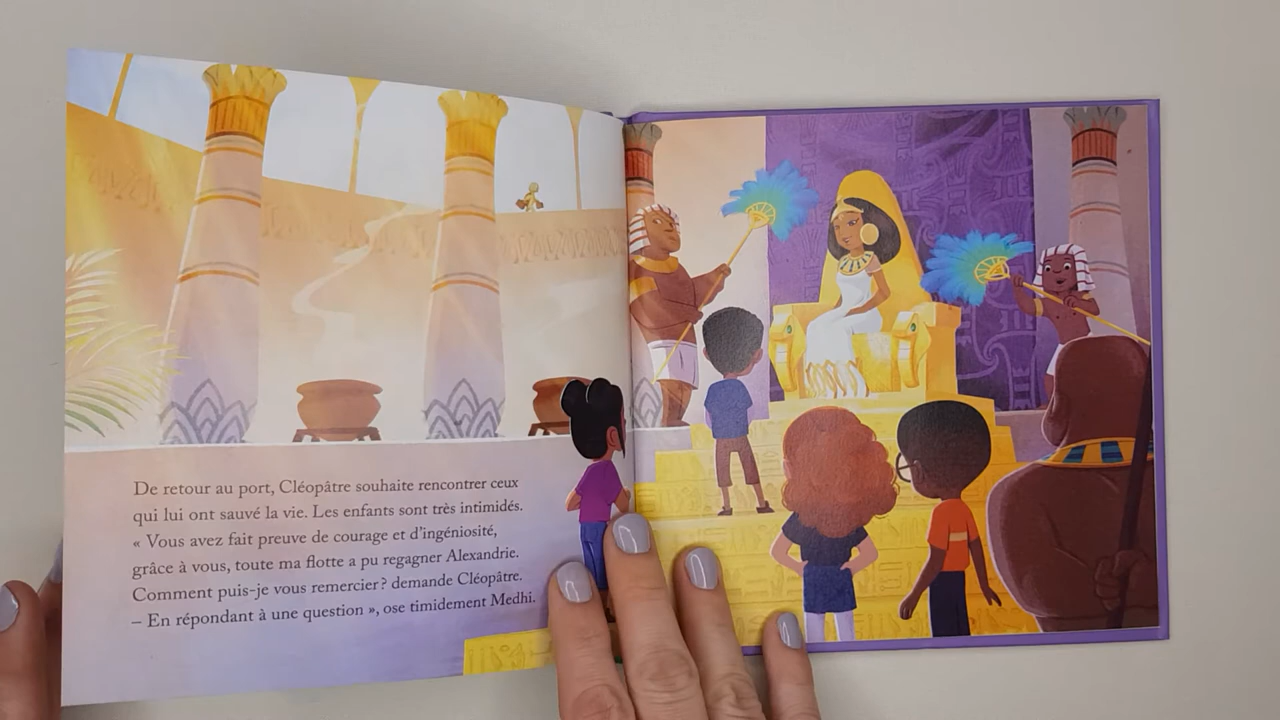 De retour au port, Cléopâtre souhaite rencontrer ceux
qui lui ont sauvé la vie. Les enfants sont très intimidés.
« Vous avez fait preuve de courage et d’ingéniosité,
grâce à vous, toute ma flotte a pu regagner Alexandrie.
Comment puis-je vous remercier ? demande Cléopâtre.
– En répondant à une question », ose timidement Medhi.